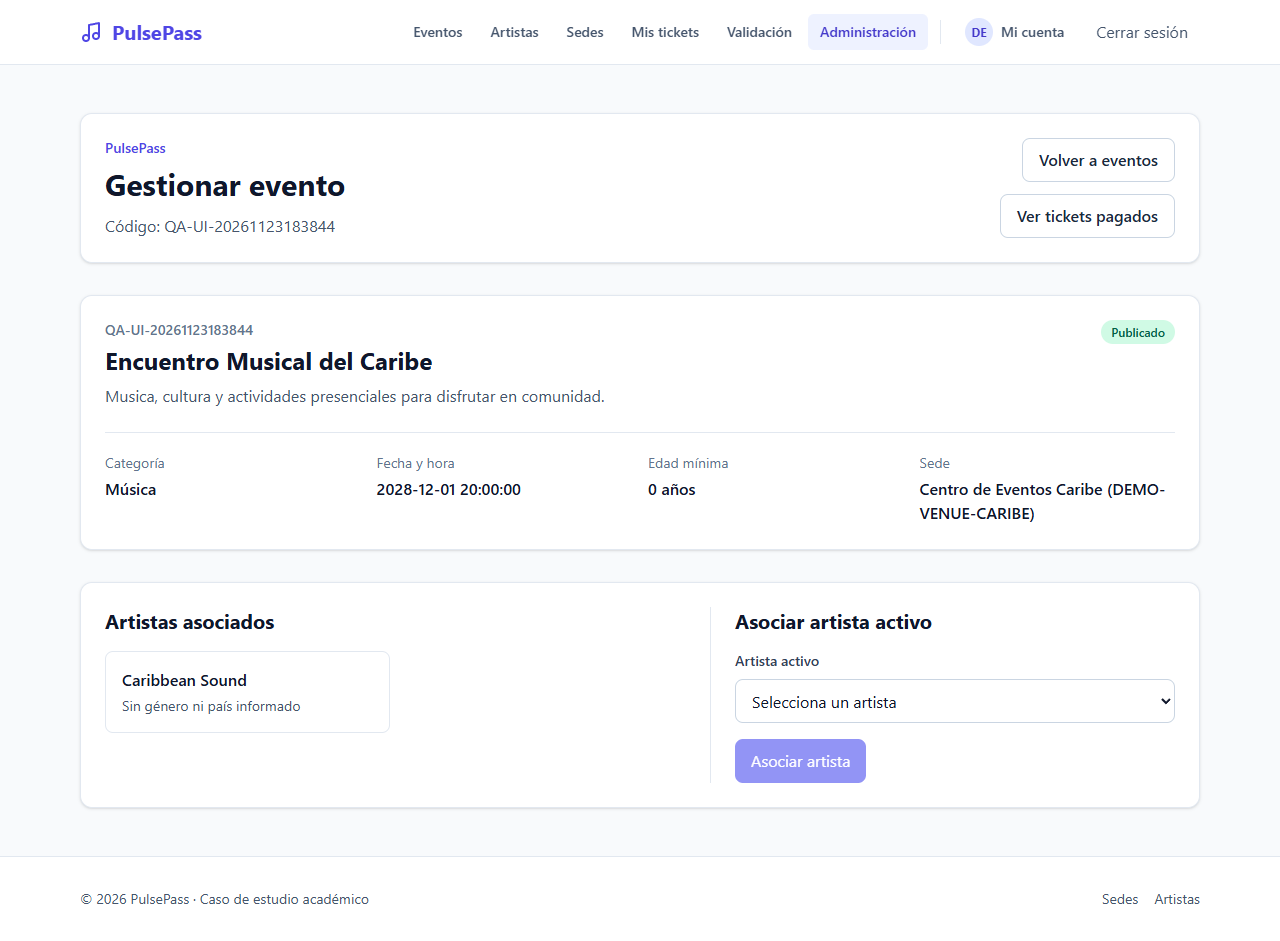 PulsePass
Eventos
Artistas
Sedes
Mis tickets
Validación
Administración
DE
Mi cuenta
Cerrar sesión
PulsePass
Gestionar evento
Código: QA-UI-20261123183844
Volver a eventos
Ver tickets pagados
QA-UI-20261123183844
Publicado
Encuentro Musical del Caribe
Musica, cultura y actividades presenciales para disfrutar en comunidad.
Categoría
Música
Fecha y hora
2028-12-01 20:00:00
Edad mínima
0 años
Sede
Centro de Eventos Caribe (DEMO-
VENUE-CARIBE)
Artistas asociados
Caribbean Sound
Sin género ni país informado
Asociar artista activo
Artista activo
Selecciona un artista
Asociar artista
© 2026 PulsePass · Caso de estudio académico
Sedes
Artistas